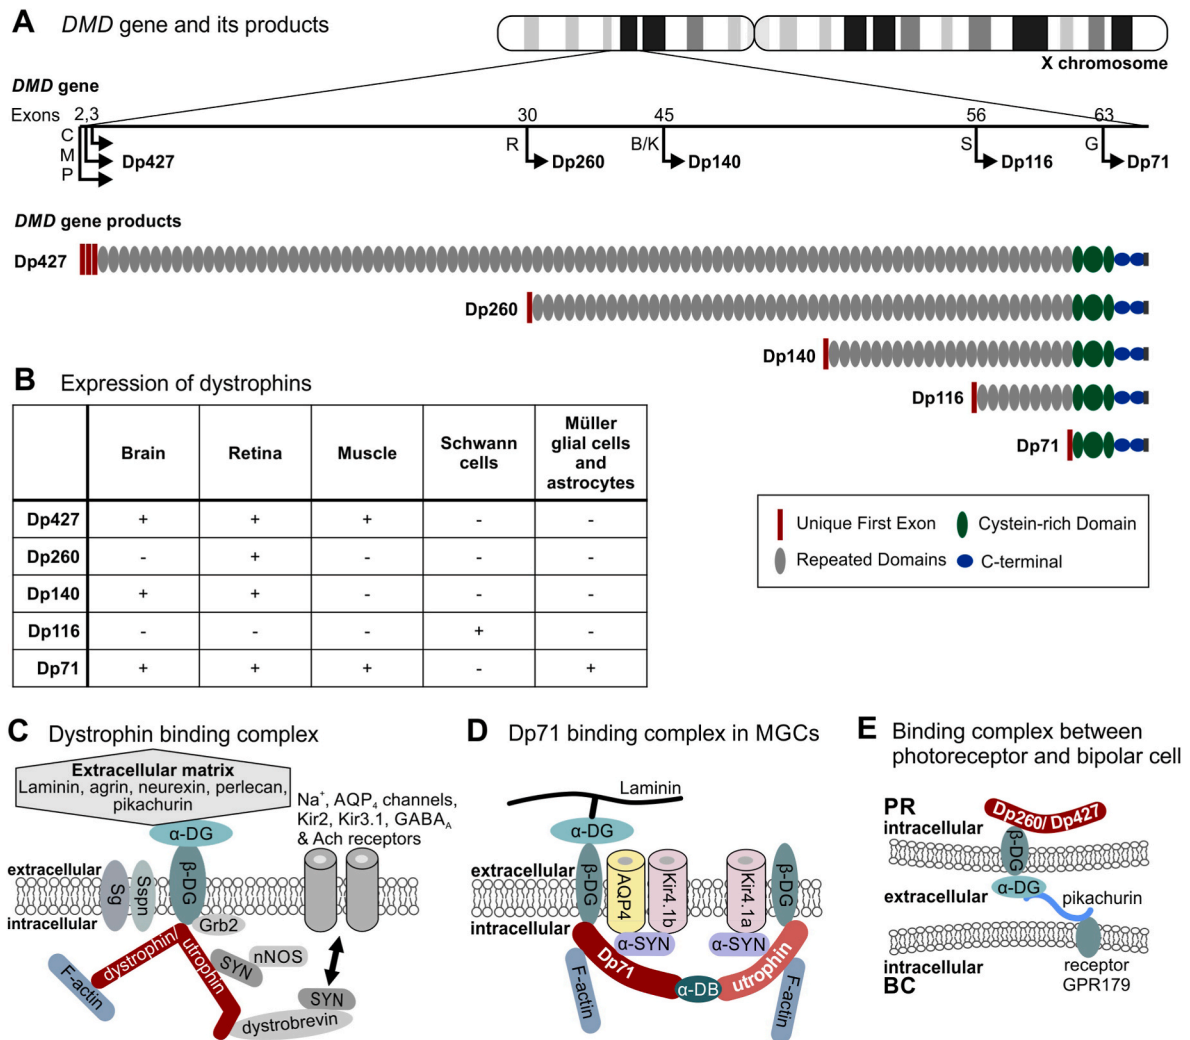 A DMD gene and its products
X chromosome
DMD gene
Exons 2,3 30 45 56 63
C
M
P
Dp427
R
Dp260
B/K
Dp140
S
Dp116
G
Dp71
DMD gene products
Dp427
Dp260
Dp140
Dp116
Dp71
B Expression of dystrophins
Brain Retina Muscle Schwann cells Müller glial cells and astrocytes
Dp427 + + + - -
Dp260 - + - - -
Dp140 + + - - -
Dp116 - - - + -
Dp71 + + + - +
Unique First Exon
Cystein-rich Domain
Repeated Domains
C-terminal
C Dystrophin binding complex
Extracellular matrix
Laminin, agrin, neurexin, perlecan,
pikachurin
Na+, AQP4 channels,
Kir2, Kir3.1, GABAA
& Ach receptors
α-DG
extracellular
Sg
Sspn
β-DG
intracellular
Grb2
dystrophin/
utrophin
SYN
nNOS
F-actin
SYN
dystrobrevin
D Dp71 binding complex in MGCs
Laminin
α-DG
extracellular
β-DG
AQP4
Kir4.1b
Kir4.1a
β-DG
intracellular
α-SYN
α-SYN
F-actin
Dp71
α-DB
utrophin
F-actin
E Binding complex between
photoreceptor and bipolar cell
PR
intracellular
Dp260/ Dp427
β-DG
α-DG
extracellular
pikachurin
intracellular
BC
receptor
GPR179